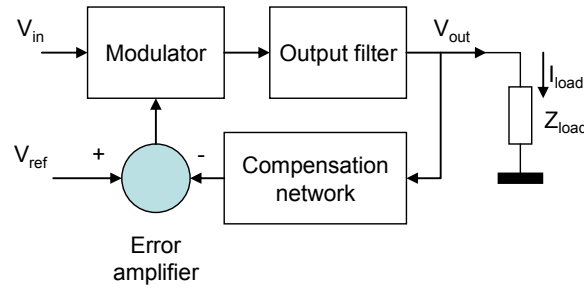 V_in
Modulator
Output filter
V_out
I_load
Z_load
V_ref
+
-
Compensation
network
Error
amplifier